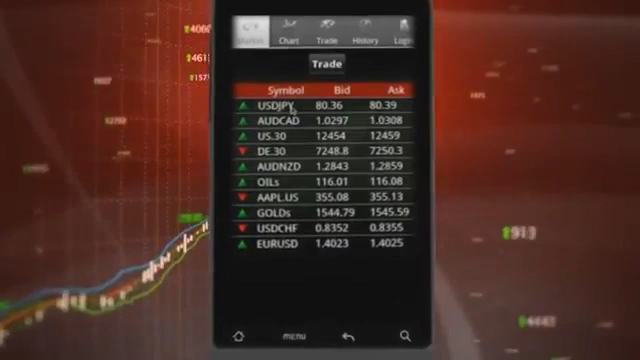 Chart Trade History
Trade
Symbol Bid Ask
USDJPY 80.36 80.39
AUDCAD 1.0297 1.0308
US.30 12454 12459
DE.30 7248.8 7250.3
AUDNZD 1.2843 1.2859
OILs 116.01 116.08
AAPL.US 355.08 355.13
GOLDs 1544.79 1545.59
USDCHF 0.8352 0.8355
EURUSD 1.4023 1.4025
menu